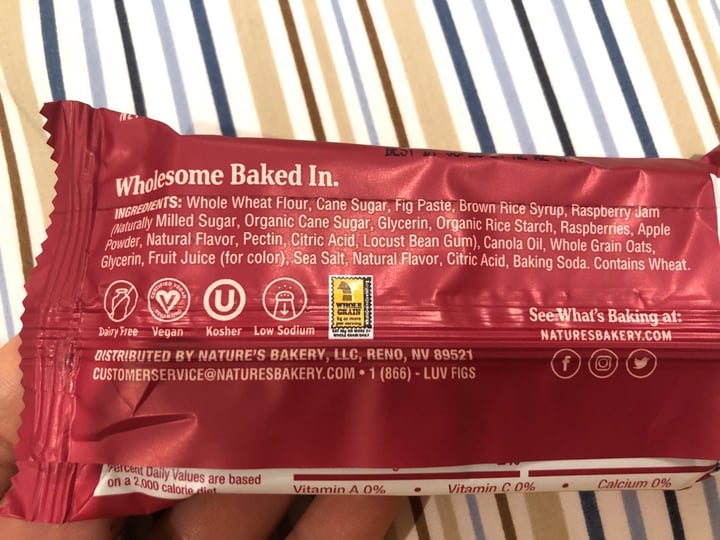 Wholesome Baked In.
INGREDIENTS: Whole Wheat Flour, Cane Sugar, Fig Paste, Brown Rice Syrup, Raspberry Jam
(Naturally Milled Sugar, Organic Cane Sugar, Glycerin, Organic Rice Starch, Raspberries, Apple
Powder, Natural Flavor, Pectin, Citric Acid, Locust Bean Gum), Canola Oil, Whole Grain Oats,
Glycerin, Fruit Juice (for color), Sea Salt, Natural Flavor, Citric Acid, Baking Soda. Contains Wheat.
CERTIFIED VEGAN
U
WHOLE
GRAIN
Dairy Free Vegan Kosher Low Sodium
See What's Baking at:
NATURESBAKERY.COM
DISTRIBUTED BY NATURE'S BAKERY, LLC, RENO, NV 89521
CUSTOMERSERVICE@NATURESBAKERY.COM • 1 (866) - LUV FIGS
Percent Daily Values are based
on a 2,000 calorie diet
Vitamin A 0% • Vitamin C 0% • Calcium 0%